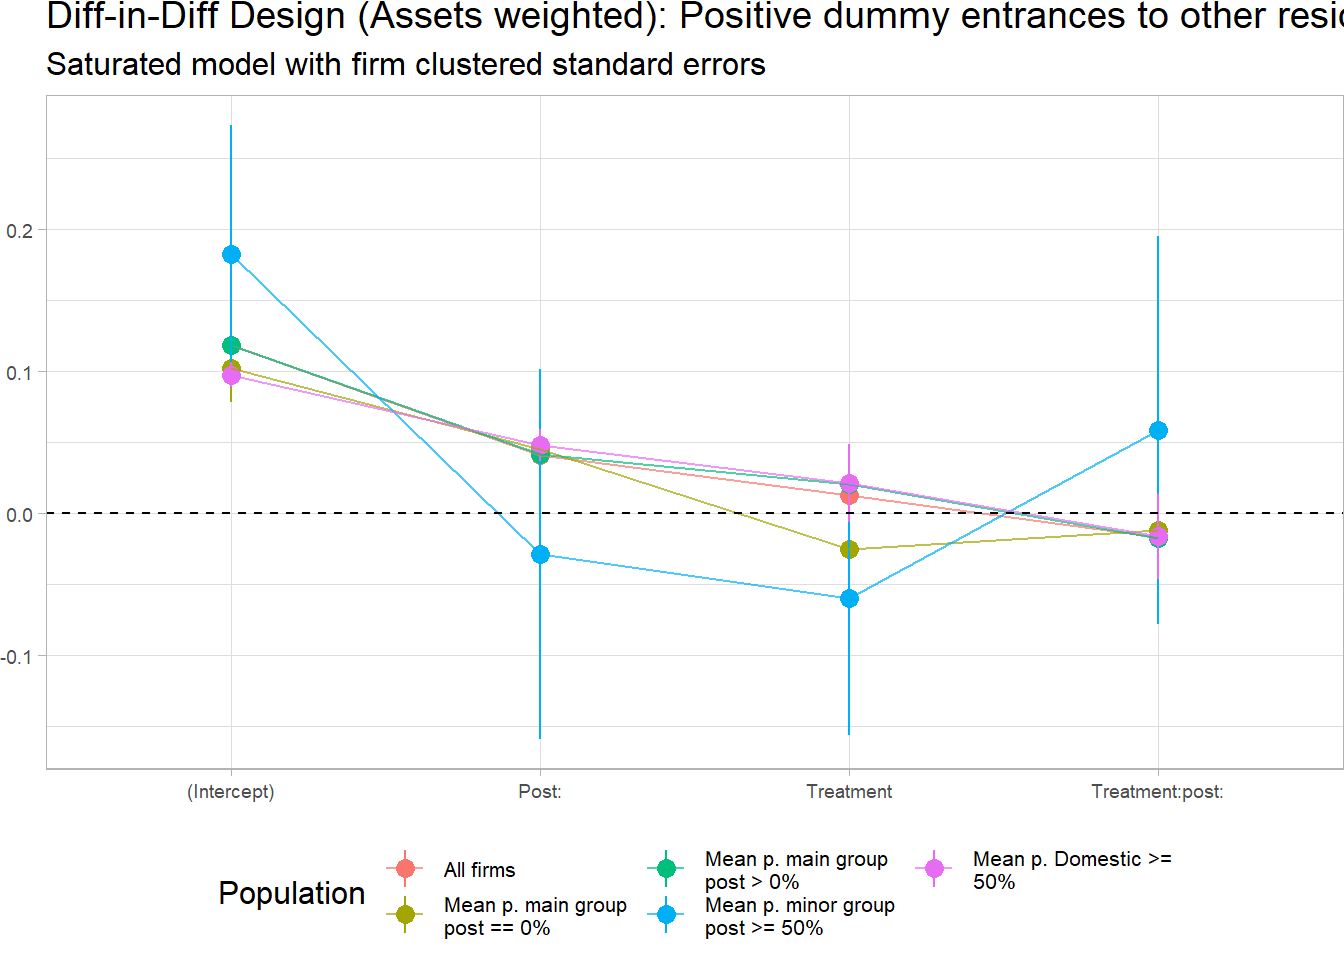 Diff-in-Diff Design (Assets weighted): Positive dummy entrances to other
Saturated model with firm clustered standard errors
0.2
0.1
0.0
-0.1
(Intercept) Post: Treatment Treatment:post:
Population
All firms
Mean p. main group
post == 0%
Mean p. main group
post > 0%
Mean p. minor group
post >= 50%
Mean p. Domestic >=
50%